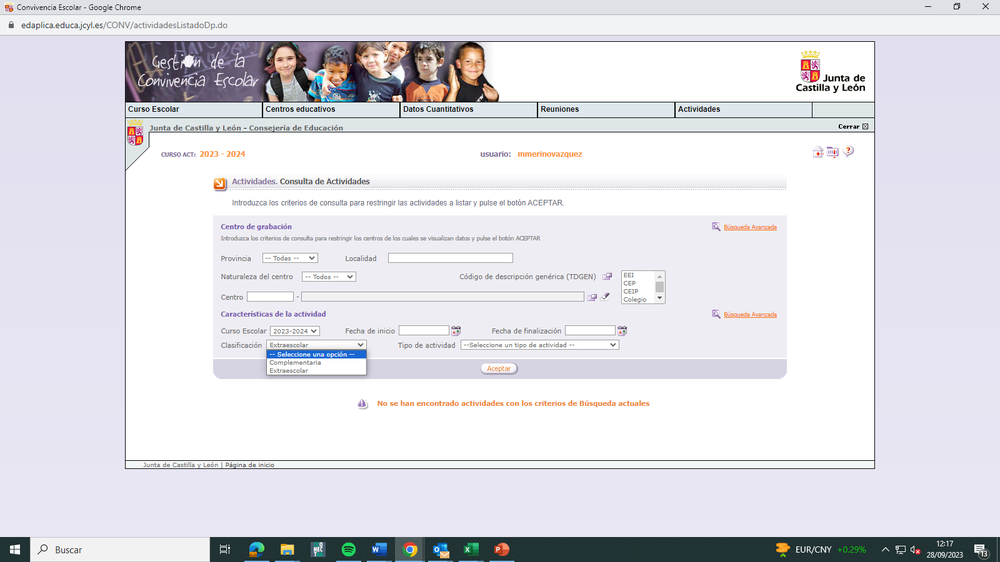 Convivencia Escolar - Google Chrome
edaplica.educa.jcyl.es/CONV/actividadesListadoDp.do
Gestión de la
Convivencia Escolar
Junta de
Castilla y León
Curso Escolar Centros educativos Datos Cuantitativos Reuniones Actividades
Junta de Castilla y León - Consejería de Educación Cerrar
CURSO ACT: 2023 - 2024 usuario: mmerinovazquez
Actividades. Consulta de Actividades
Introduzca los criterios de consulta para restringir las actividades a listar y pulse el botón ACEPTAR.
Centro de grabación Búsqueda Avanzada
Introduzca los criterios de consulta para restringir los centros de los cuales se visualizan datos y pulse el botón ACEPTAR
Provincia -- Todas -- Localidad
Naturaleza del centro -- Todos -- Código de descripción genérica (TDGEN)
EEI
CEP
CEIP
Colegio
Centro -
Características de la actividad Búsqueda Avanzada
Curso Escolar 2023-2024 Fecha de inicio Fecha de finalización
Clasificación Extraescolar Tipo de actividad --Seleccione un tipo de actividad --
-- Seleccione una opción --
Complementaria
Extraescolar
Aceptar
No se han encontrado actividades con los criterios de Búsqueda actuales
Junta de Castilla y León | Página de inicio
Buscar
EUR/CNY +0.29%
12:17
28/09/2023
13